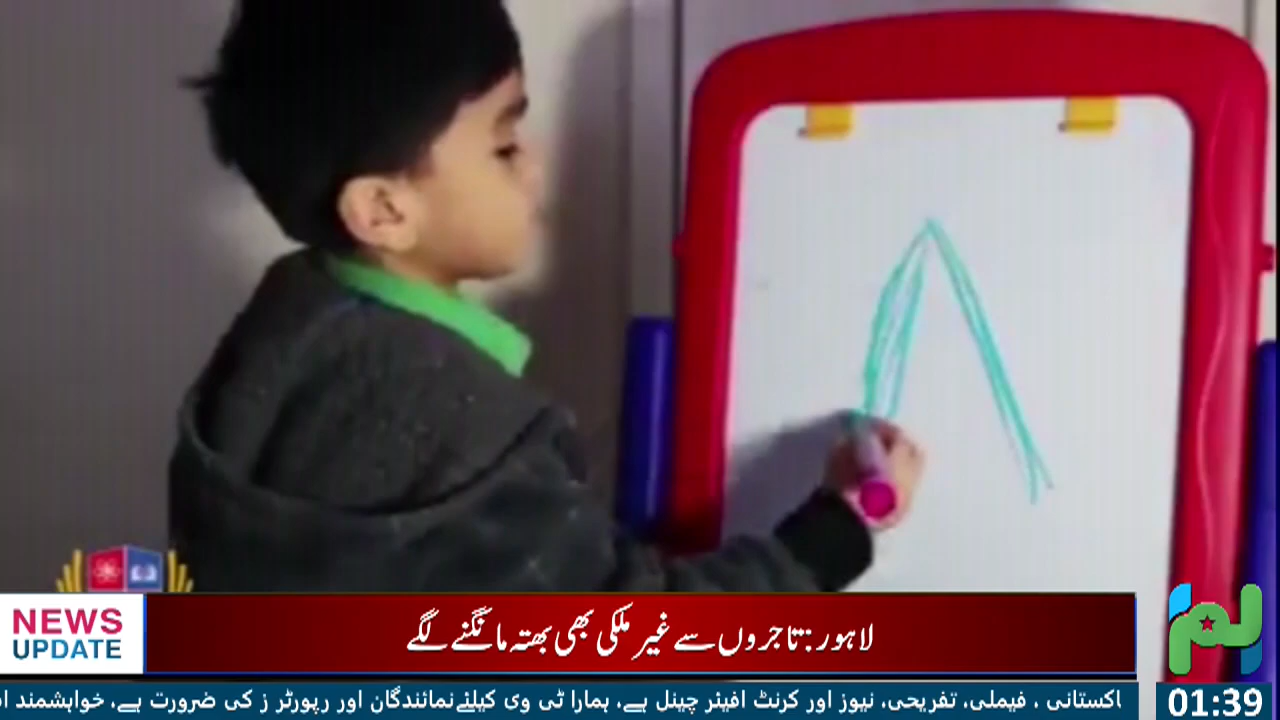 NEWS
UPDATE
لاہور: تاجروں سے غیر ملکی بھی بھتہ مانگنے لگے
اکستانی ، فیملی، تفریحی، نیوز اور کرنٹ افیئر چینل ہے، ہمارا ٹی وی کیلئے نمائندگان اور رپورٹر ز کی ضرورت ہے، خواہشمند
01:39